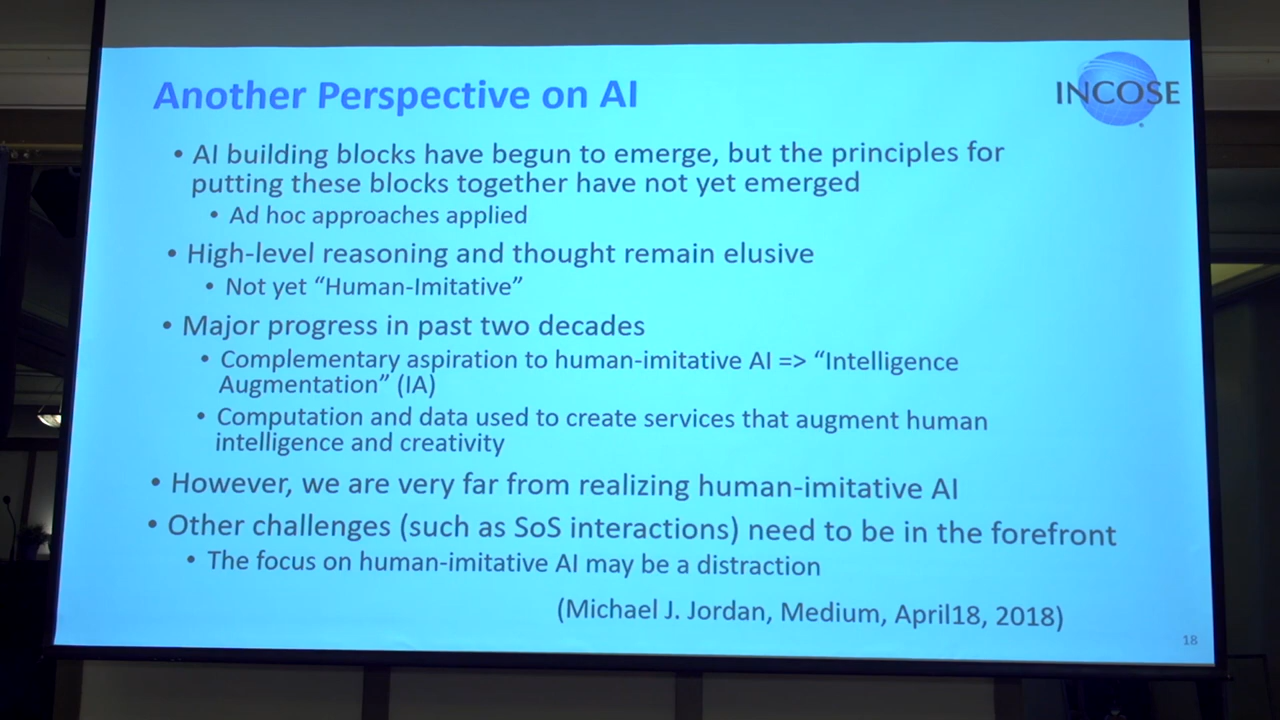 Another Perspective on AI
INCOSE
• AI building blocks have begun to emerge, but the principles for
putting these blocks together have not yet emerged
• Ad hoc approaches applied
• High-level reasoning and thought remain elusive
• Not yet “Human-Imitative”
• Major progress in past two decades
• Complementary aspiration to human-imitative AI => “Intelligence
Augmentation” (IA)
• Computation and data used to create services that augment human
intelligence and creativity
• However, we are very far from realizing human-imitative AI
• Other challenges (such as SoS interactions) need to be in the forefront
• The focus on human-imitative AI may be a distraction
(Michael J. Jordan, Medium, April18, 2018)
18